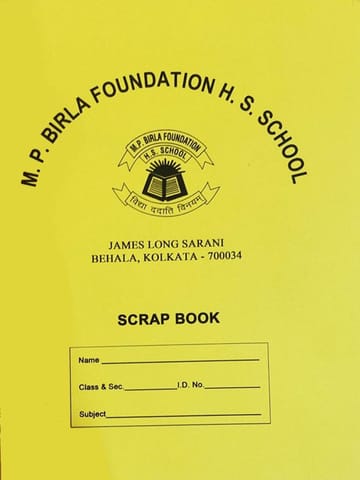 M. P. BIRLA FOUNDATION H. S. SCHOOL
M. P. BIRLA FOUNDATION
H. S. SCHOOL
विद्या ददाति विनयम्
JAMES LONG SARANI
BEHALA, KOLKATA - 700034
SCRAP BOOK
Name
Class & Sec. I.D. No.
Subject